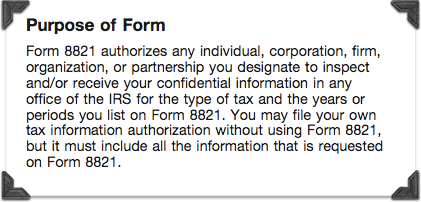 Purpose of Form
Form 8821 authorizes any individual, corporation, firm,
organization, or partnership you designate to inspect
and/or receive your confidential information in any
office of the IRS for the type of tax and the years or
periods you list on Form 8821. You may file your own
tax information authorization without using Form 8821,
but it must include all the information that is requested
on Form 8821.